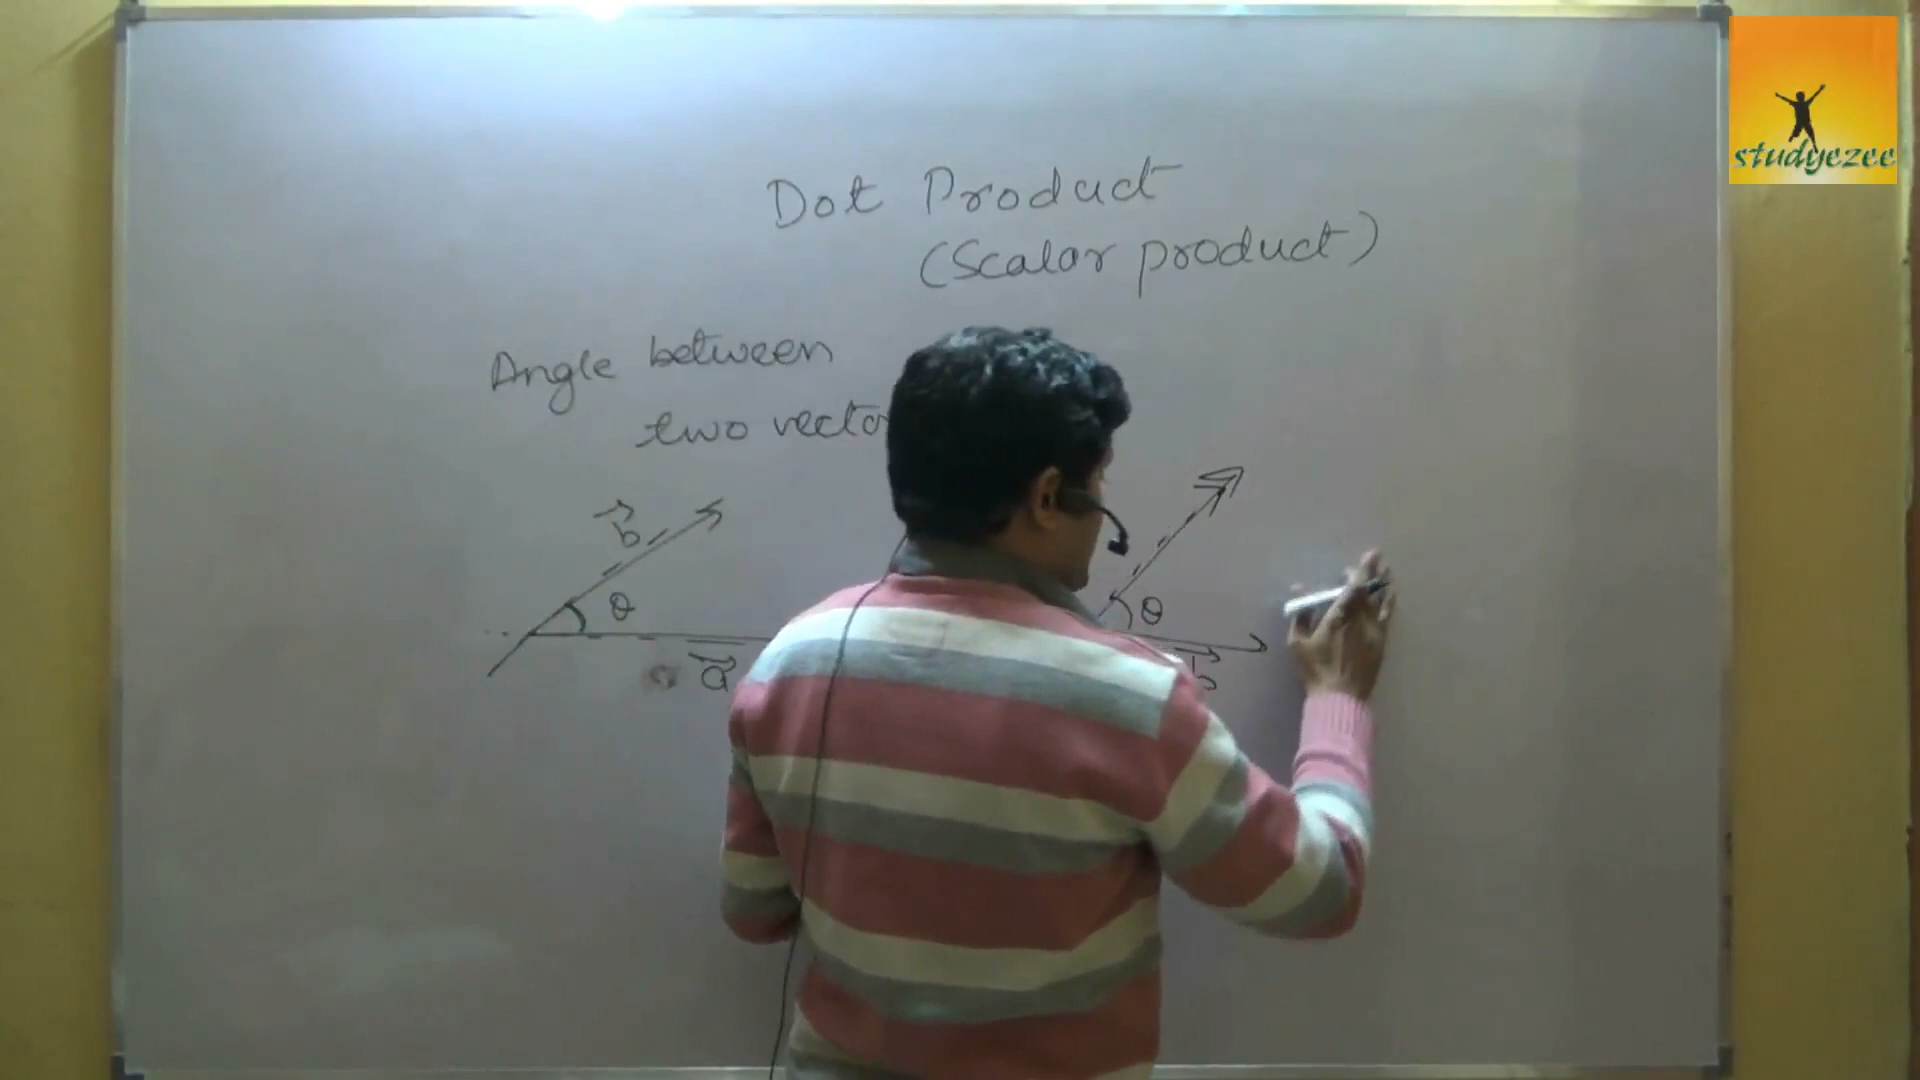 studyezee
Dot Product
(Scalar product)
Angle between
two vecto
b
θ
a
θ
b